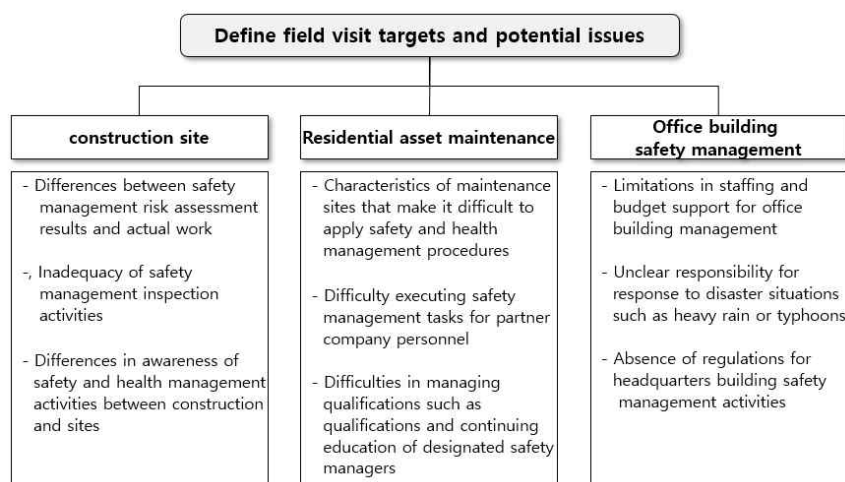 Define field visit targets and potential issues
construction site
- Differences between safety
management risk assessment
results and actual work
-, Inadequacy of safety
management inspection
activities
- Differences in awareness of
safety and health management
activities between construction
and sites
Residential asset maintenance
- Characteristics of maintenance
sites that make it difficult to
apply safety and health
management procedures
- Difficulty executing safety
management tasks for partner
company personnel
- Difficulties in managing
qualifications such as
qualifications and continuing
education of designated safety
managers
Office building
safety management
- Limitations in staffing and
budget support for office
building management
- Unclear responsibility for
response to disaster situations
such as heavy rain or typhoons
- Absence of regulations for
headquarters building safety
management activities